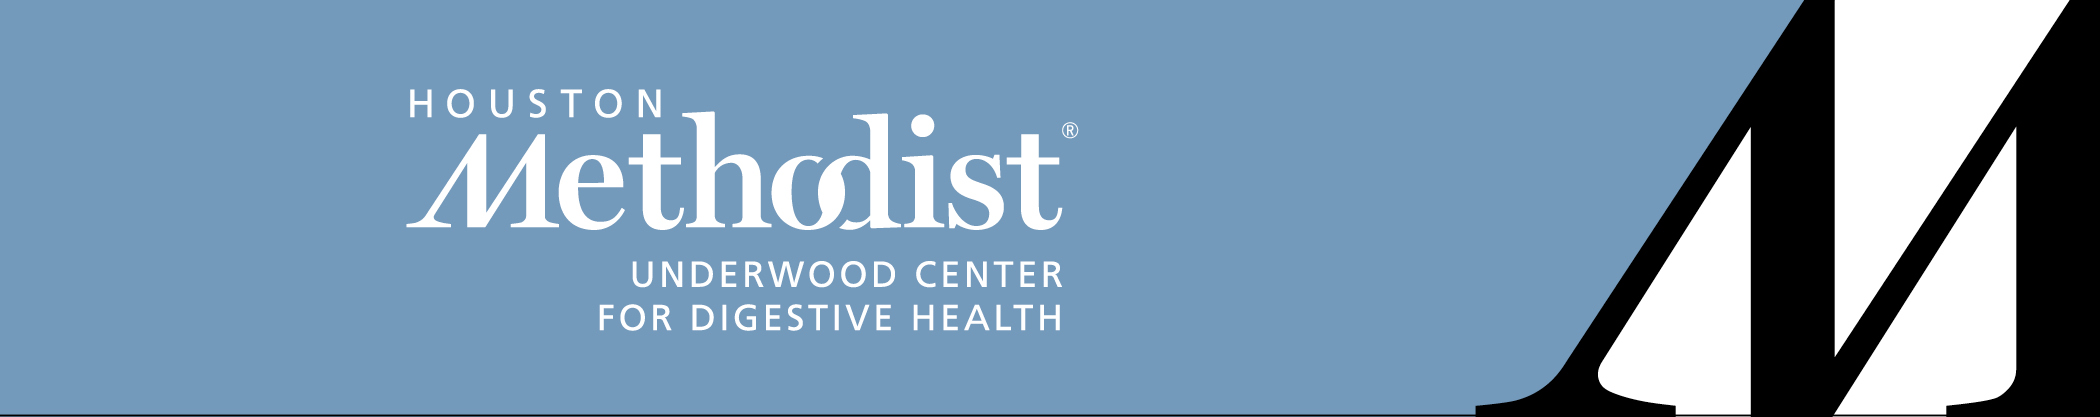 HOUSTON
Methodist®
UNDERWOOD CENTER
FOR DIGESTIVE HEALTH
M